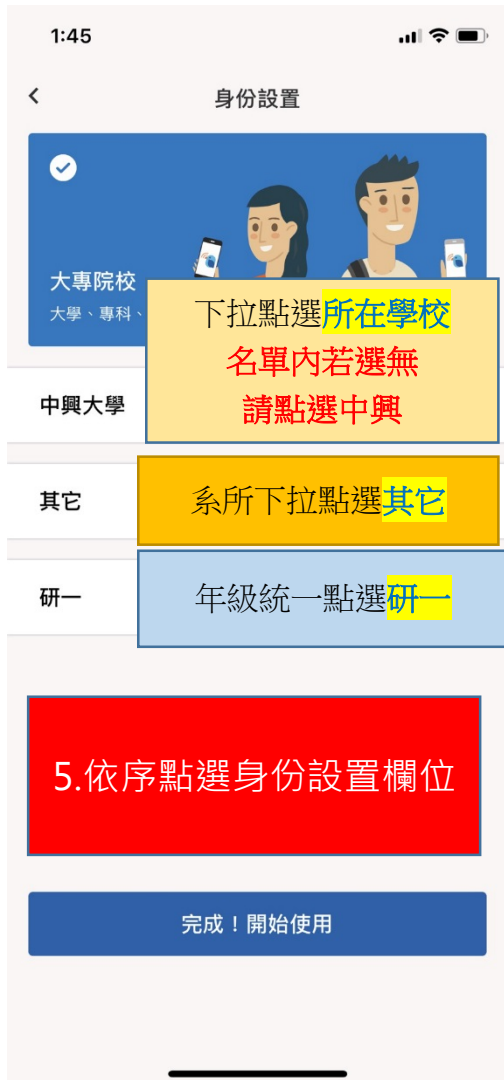 1:45
身份設置
大專院校
大學、專科、
下拉點選所在學校
名單內若選無
請點選中興
中興大學
其它
系所下拉點選其它
研一
年級統一點選研一
5.依序點選身份設置欄位
完成！開始使用